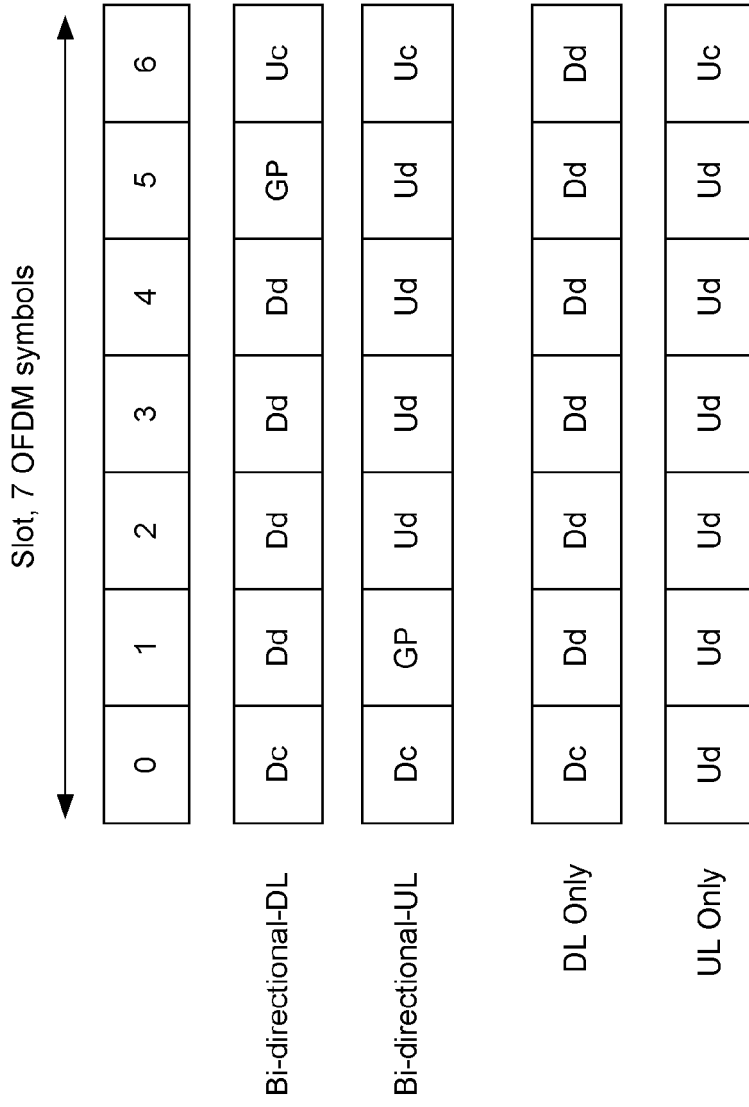 Slot, 7 OFDM symbols
0 1 2 3 4 5 6
Bi-directional-DL Dc Dd Dd Dd Dd GP Uc
Bi-directional-UL Dc GP Ud Ud Ud Ud Uc
DL Only Dc Dd Dd Dd Dd Dd Dd
UL Only Ud Ud Ud Ud Ud Ud Uc